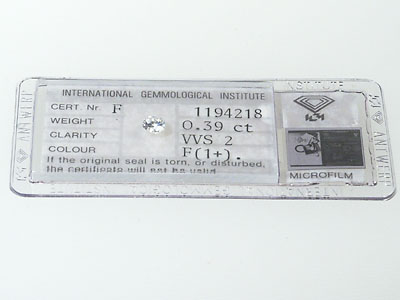 INTERNATIONAL GEMMOLOGICAL INSTITUTE
CERT. Nr. F 1194218
WEIGHT 0.39 ct
CLARITY VVS 2
COLOUR F(1+).
If the original seal is torn, or disturbed,
the certificate will not be valid
MICROFILM
ANTWERP
ANTWERP